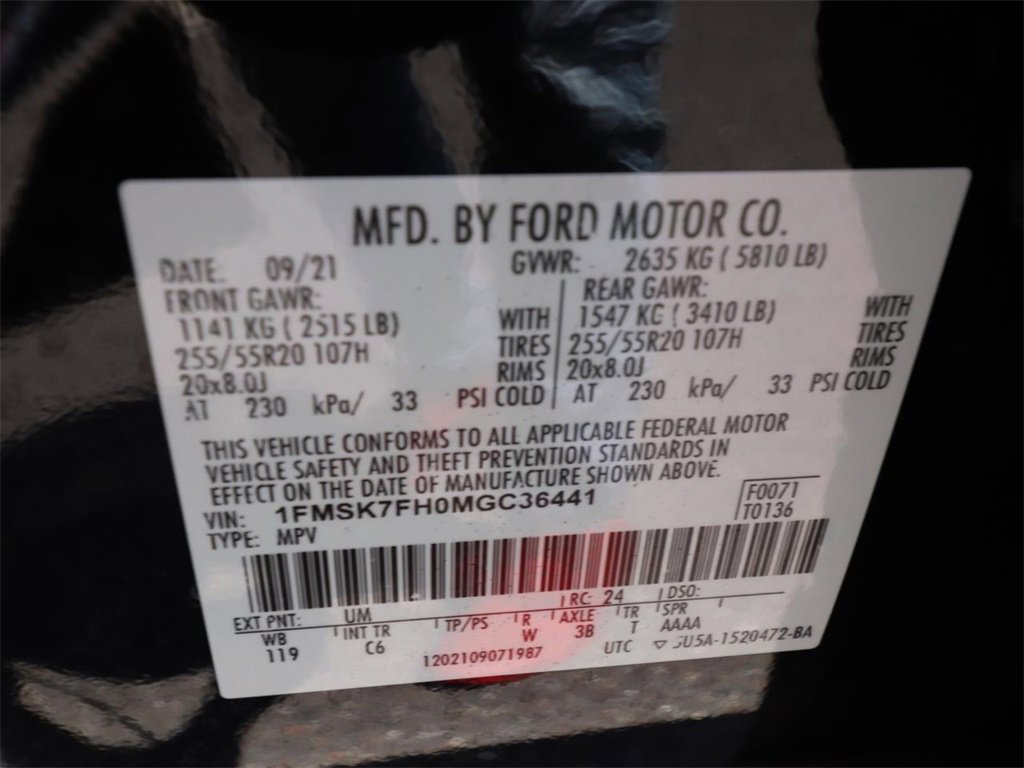 MFD. BY FORD MOTOR CO.
DATE: 09/21 GVWR: 2635 KG ( 5810 LB)
FRONT GAWR: REAR GAWR:
1141 KG ( 2515 LB) WITH 1547 KG ( 3410 LB) WITH
255/55R20 107H TIRES 255/55R20 107H TIRES
20x8.0J RIMS 20x8.0J RIMS
AT 230 kPa/ 33 PSI COLD AT 230 kPa/ 33 PSI COLD
THIS VEHICLE CONFORMS TO ALL APPLICABLE FEDERAL MOTOR
VEHICLE SAFETY AND THEFT PREVENTION STANDARDS IN
EFFECT ON THE DATE OF MANUFACTURE SHOWN ABOVE.
VIN: 1FMSK7FH0MGC36441 F0071
TYPE: MPV T0136
EXT PNT: UM RC: 24 DSO:
WB INT TR TP/PS R AXLE TR SPR
119 C6 W 3B T AAAA
1202109071987 UTC ▽ 5U5A-1520472-BA